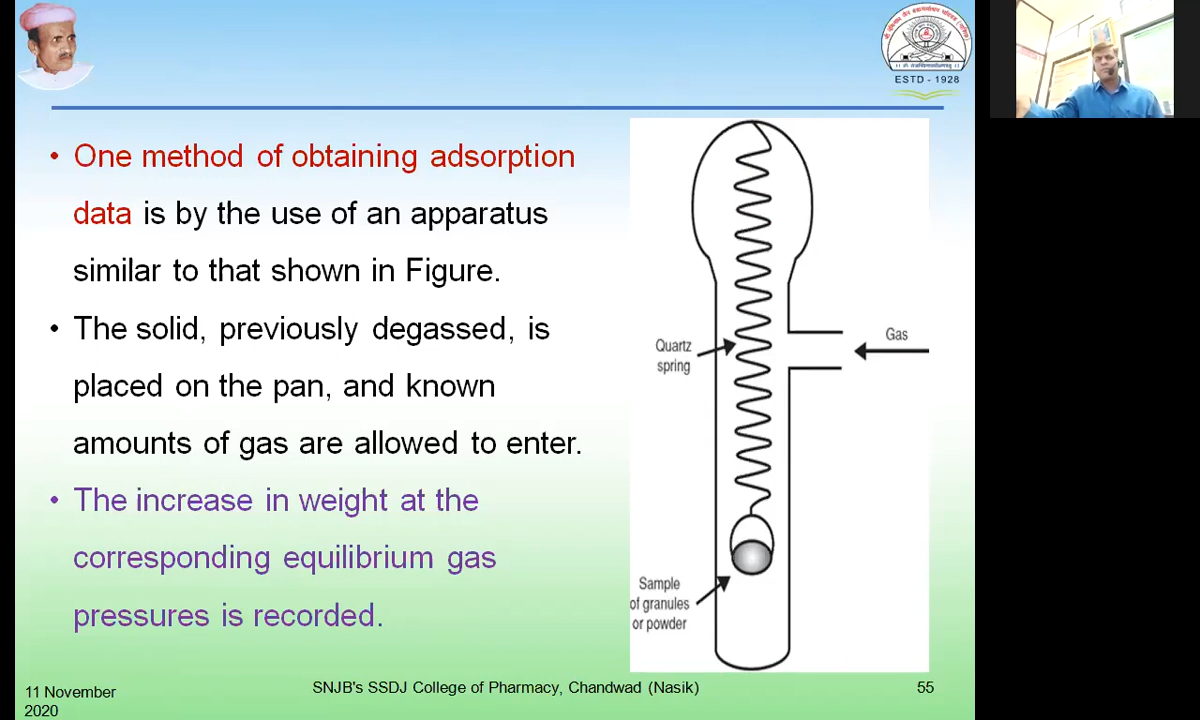 ESTD - 1928
• One method of obtaining adsorption
data is by the use of an apparatus
similar to that shown in Figure.
• The solid, previously degassed, is
placed on the pan, and known
amounts of gas are allowed to enter.
• The increase in weight at the
corresponding equilibrium gas
pressures is recorded.
Quartz
spring
Gas
Sample
of granules
or powder
11 November
2020
SNJB's SSDJ College of Pharmacy, Chandwad (Nasik)
55